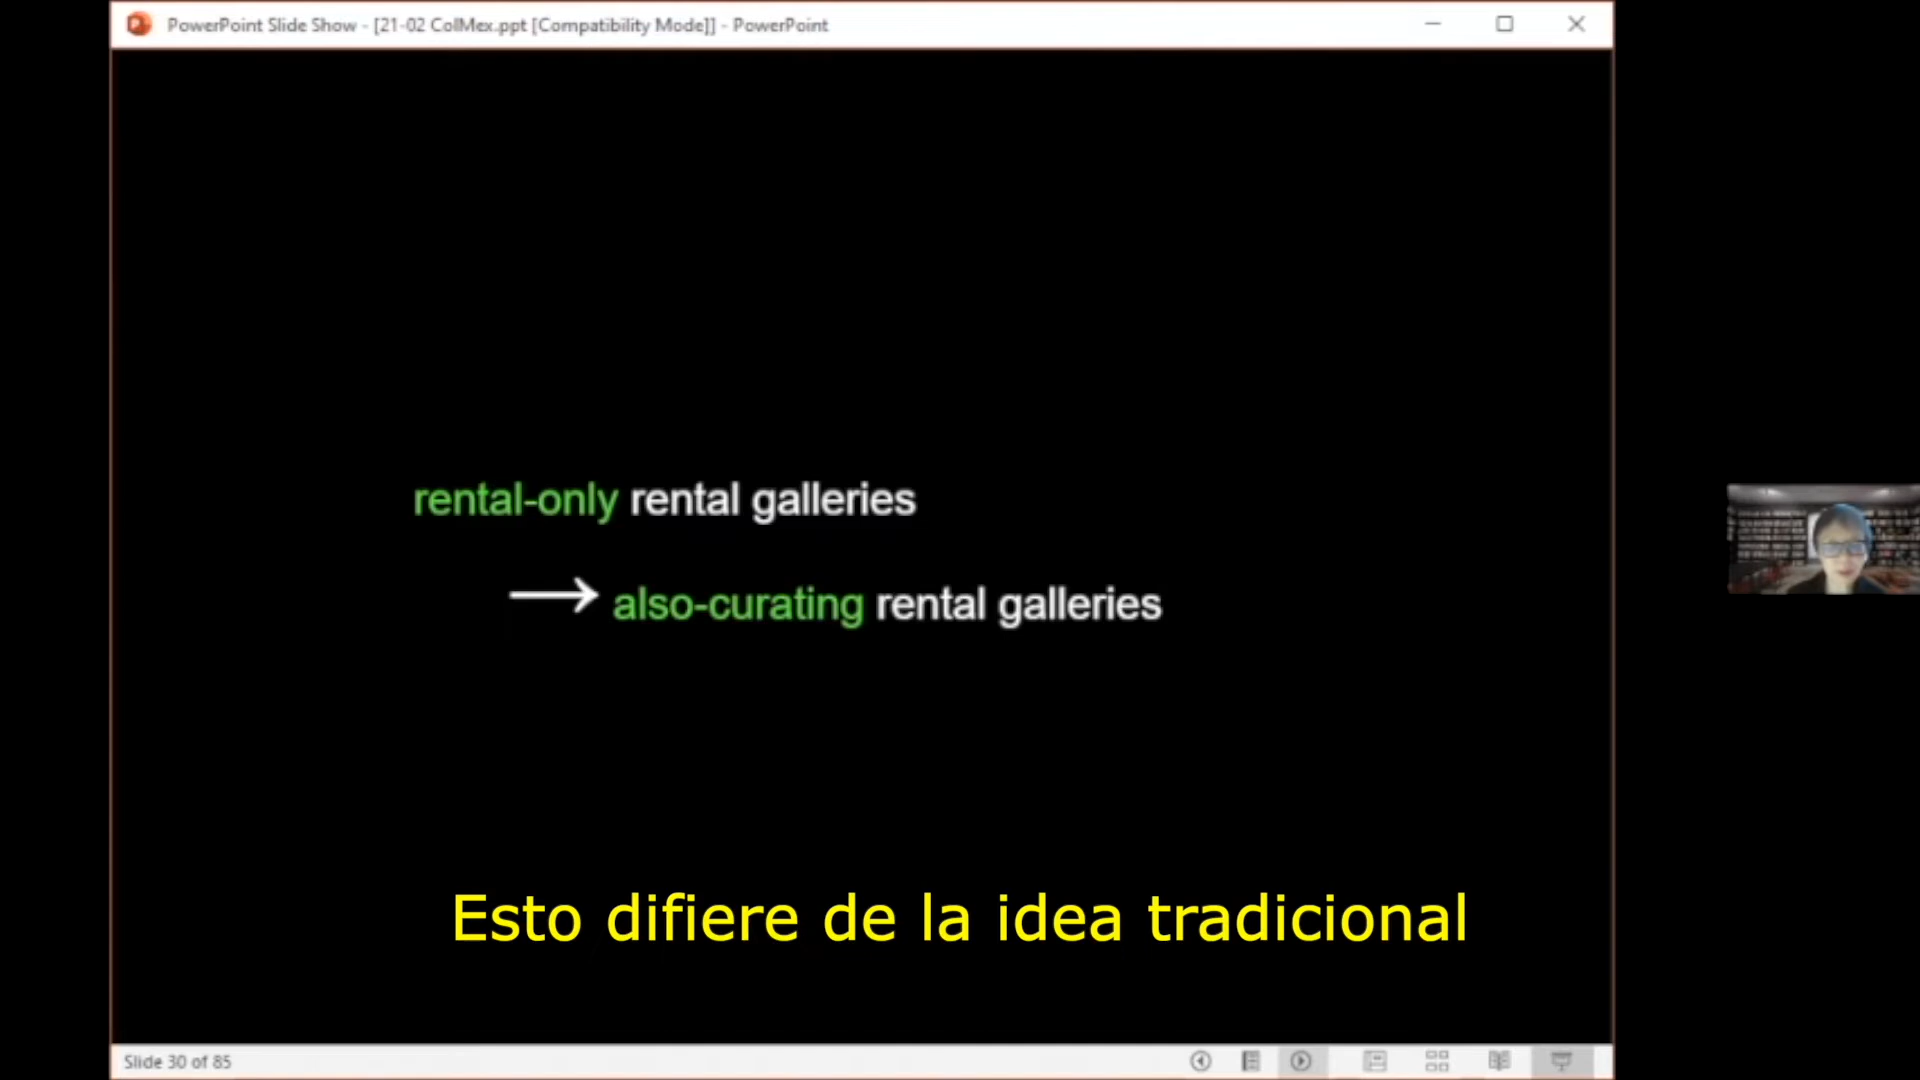 PowerPoint Slide Show - [21-02 ColMex.ppt [Compatibility Mode]] - PowerPoint
rental-only rental galleries
→ also-curating rental galleries
Esto difiere de la idea tradicional
Slide 30 of 85